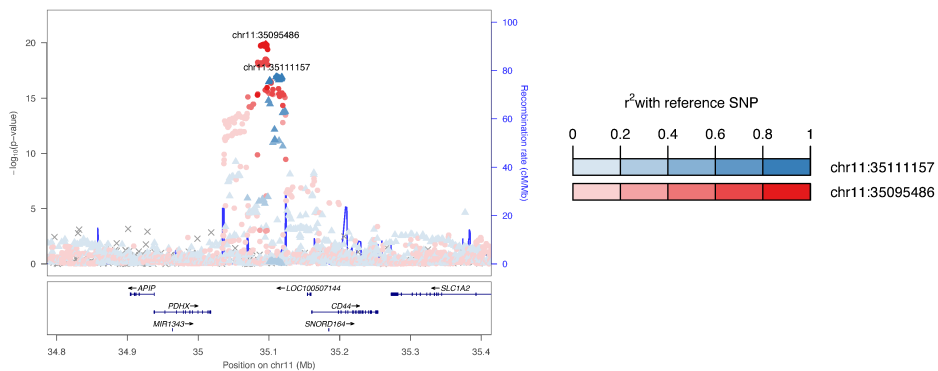 chr11:35095486
chr11:35111157
20
15
10
5
0
− log10(p−value)
100
80
60
40
20
0
Recombination rate (cM/Mb)
←APIP
←LOC100507144
←SLC1A2
PDHX→
CD44→
MIR1343→
SNORD164→
34.8 34.9 35 35.1 35.2 35.3 35.4
Position on chr11 (Mb)
r2with reference SNP
0 0.2 0.4 0.6 0.8 1
chr11:35111157
chr11:35095486